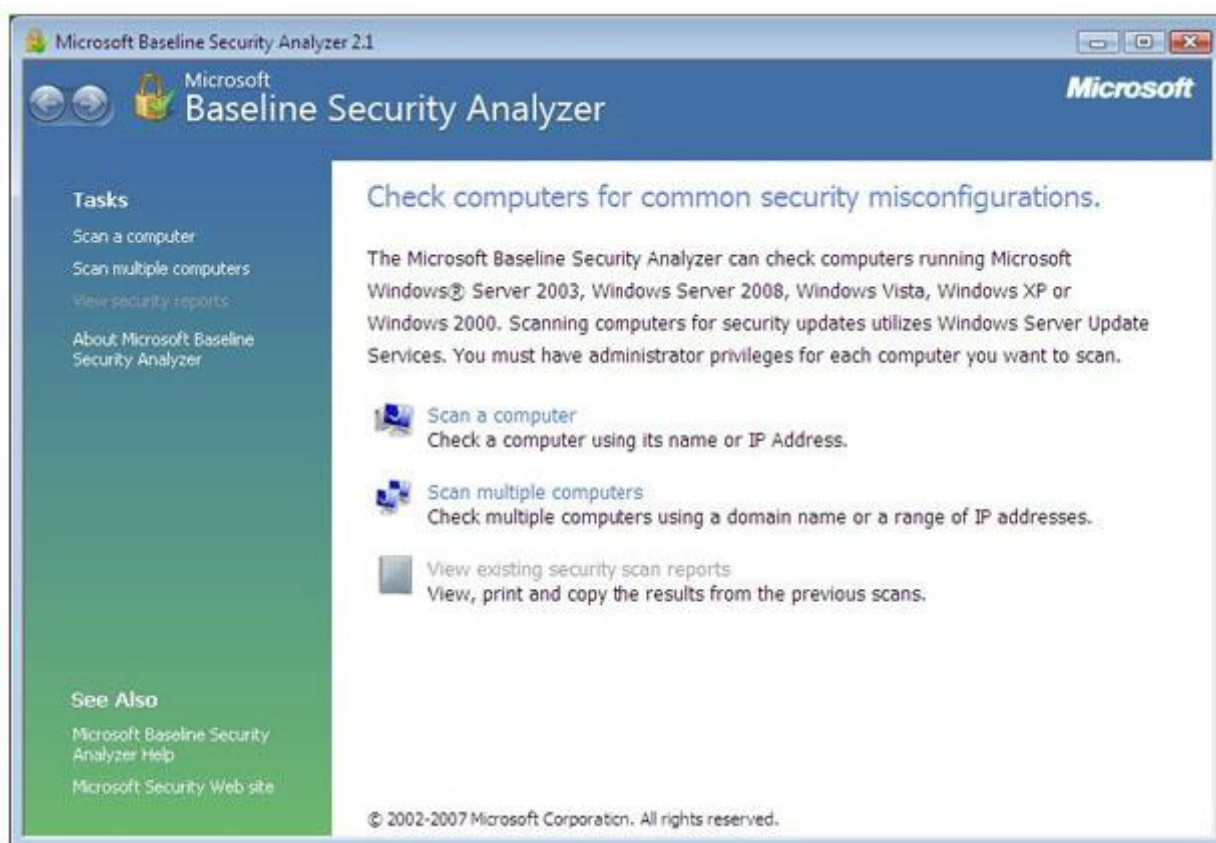 Microsoft Baseline Security Analyzer 2.1
Microsoft
Baseline Security Analyzer
Microsoft
Tasks
Scan a computer
Scan multiple computers
View security reports
About Microsoft Baseline
Security Analyzer
See Also
Microsoft Baseline Security
Analyzer Help
Microsoft Security Web site
Check computers for common security misconfigurations.
The Microsoft Baseline Security Analyzer can check computers running Microsoft
Windows® Server 2003, Windows Server 2008, Windows Vista, Windows XP or
Windows 2000. Scanning computers for security updates utilizes Windows Server Update
Services. You must have administrator privileges for each computer you want to scan.
Scan a computer
Check a computer using its name or IP Address.
Scan multiple computers
Check multiple computers using a domain name or a range of IP addresses.
View existing security scan reports
View, print and copy the results from the previous scans.
© 2002-2007 Microsoft Corporation. All rights reserved.